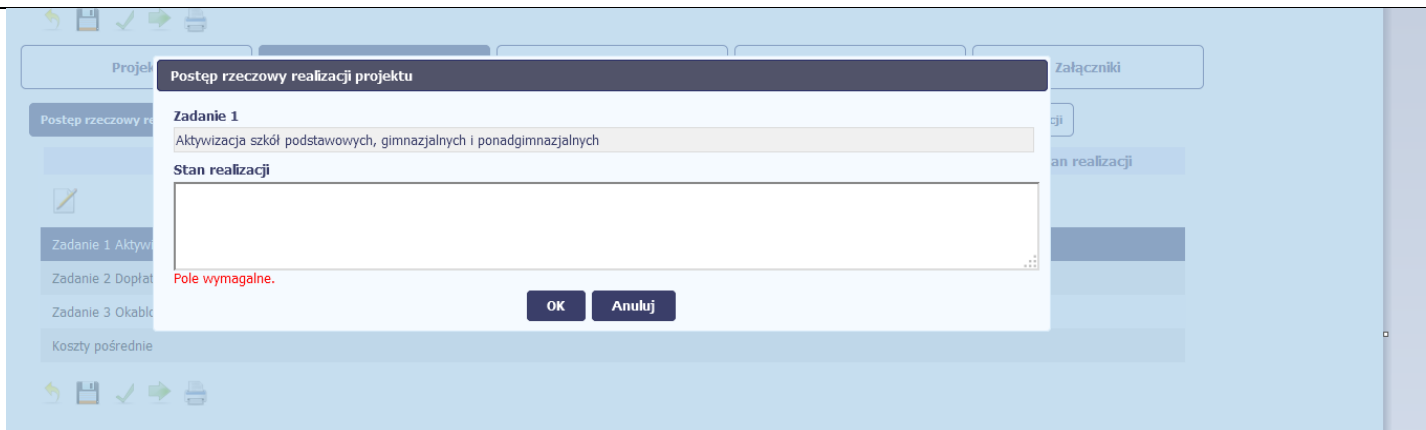 Projek
Załączniki
Postęp rzeczowy realizacji projektu
Postęp rzeczowy re
cji
Zadanie 1
Aktywizacja szkół podstawowych, gimnazjalnych i ponadgimnazjalnych
an realizacji
Stan realizacji
Zadanie 1 Aktywi
Zadanie 2 Dopłat
Pole wymagalne.
Zadanie 3 Okablo
OK Anuluj
Koszty pośrednie